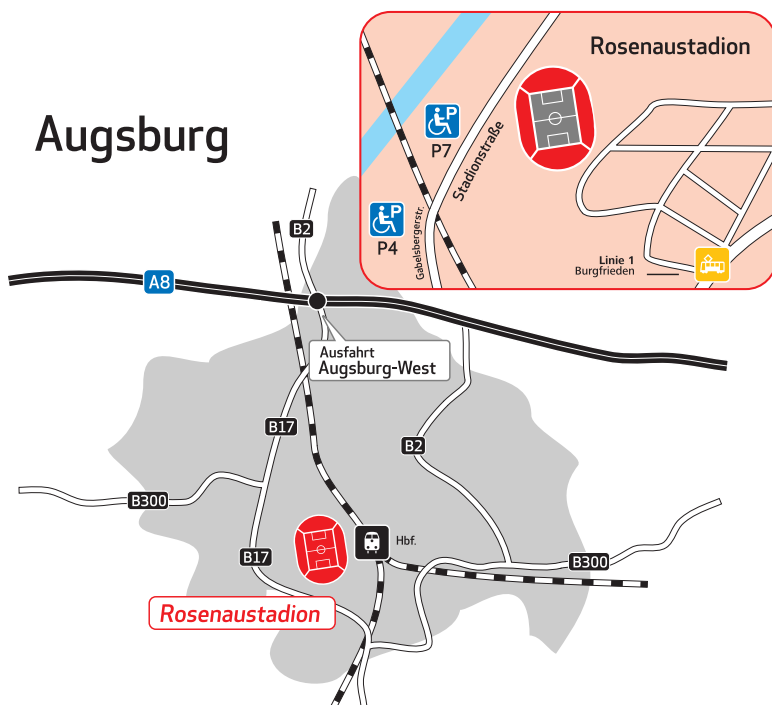 Augsburg
Rosenaustadion
P
P7
Stadionstraße
P
P4
Gabelsbergerstr.
Linie 1
Burgfrieden
B2
A8
Ausfahrt
Augsburg-West
B17
B2
B300
Hbf.
B17
B300
Rosenaustadion